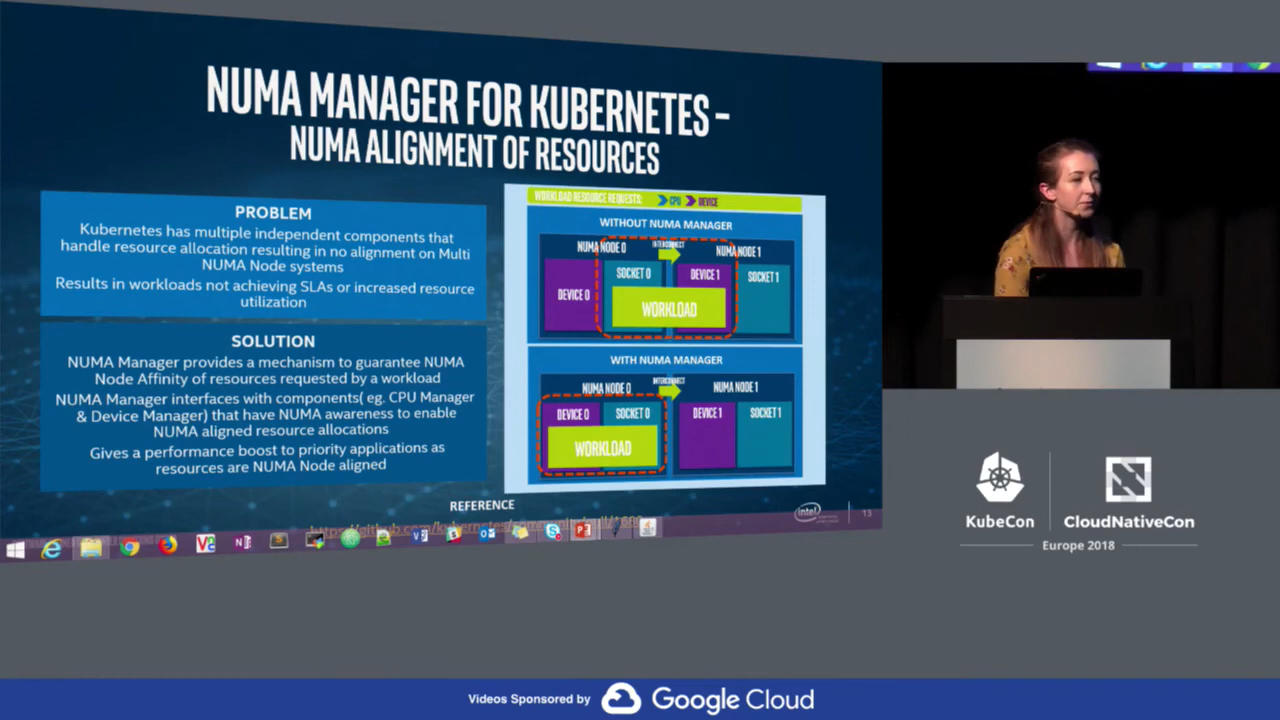 NUMA MANAGER FOR KUBERNETES –
NUMA ALIGNMENT OF RESOURCES
PROBLEM
Kubernetes has multiple independent components that
handle resource allocation resulting in no alignment on Multi
NUMA Node systems
Results in workloads not achieving SLAs or increased resource
utilization
SOLUTION
NUMA Manager provides a mechanism to guarantee NUMA
Node Affinity of resources requested by a workload
NUMA Manager interfaces with components( eg. CPU Manager
& Device Manager) that have NUMA awareness to enable
NUMA aligned resource allocations
Gives a performance boost to priority applications as
resources are NUMA Node aligned
WORKLOAD RESOURCE REQUESTS: CPU DEVICE
WITHOUT NUMA MANAGER
NUMA NODE 0 INTERCONNECT NUMA NODE 1
DEVICE 0 SOCKET 0 DEVICE 1 SOCKET 1
WORKLOAD
WITH NUMA MANAGER
NUMA NODE 0 INTERCONNECT NUMA NODE 1
DEVICE 0 SOCKET 0 DEVICE 1 SOCKET 1
WORKLOAD
REFERENCE
intel
13
KubeCon CloudNativeCon
Europe 2018
Videos Sponsored by Google Cloud